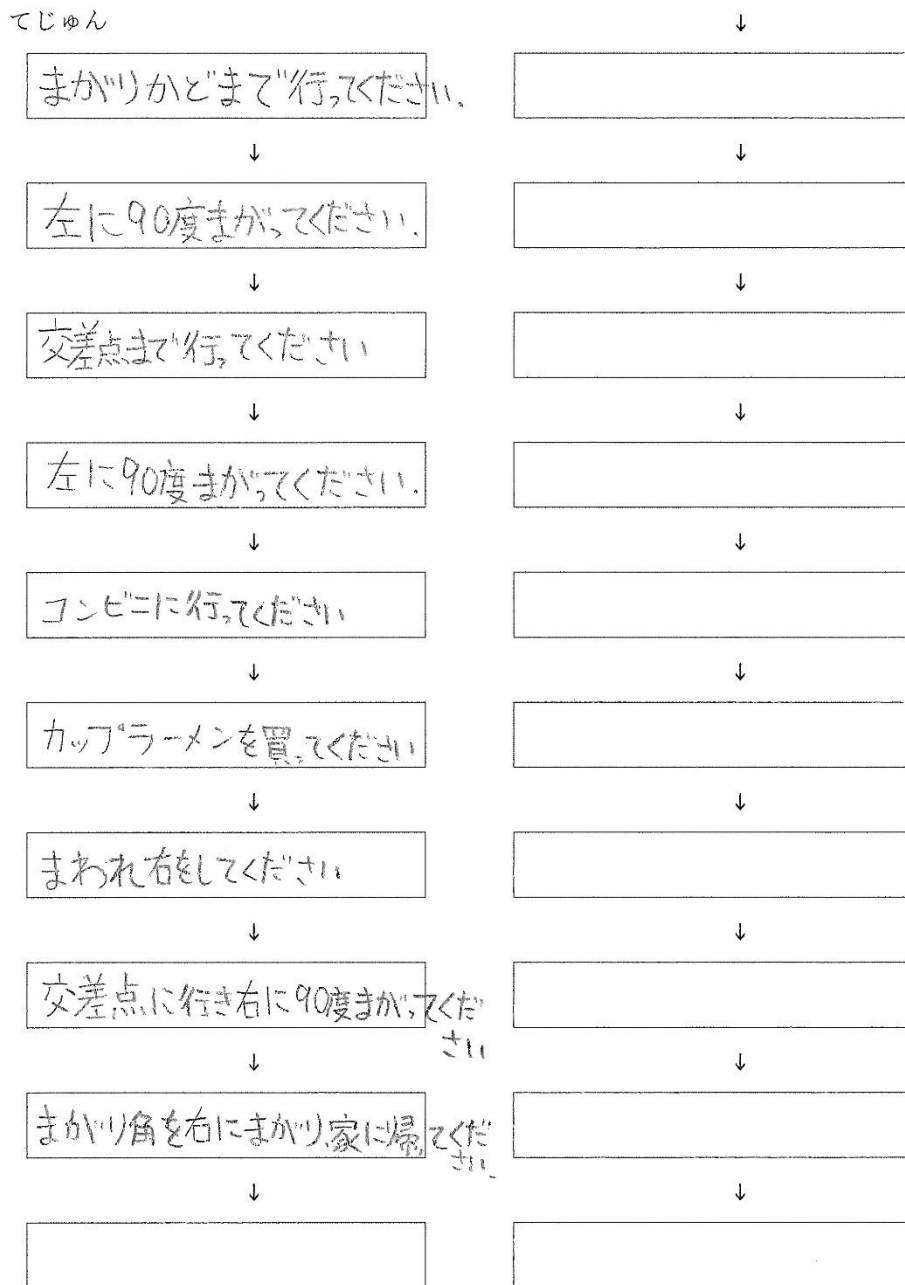 てじゅん
まがりかどまで行ってください.
↓
左に90度まがってください.
↓
交差点まで行ってください
↓
左に90度まがってください.
↓
コンビニに行ってください
↓
カップラーメンを買ってください
↓
まわれ右をしてください
↓
交差点に行き右に90度まがってくだ
さい
↓
まがり角を右にまがり、家に帰ってくだ
さい.
↓
↓
↓
↓
↓
↓
↓
↓
↓
↓
↓